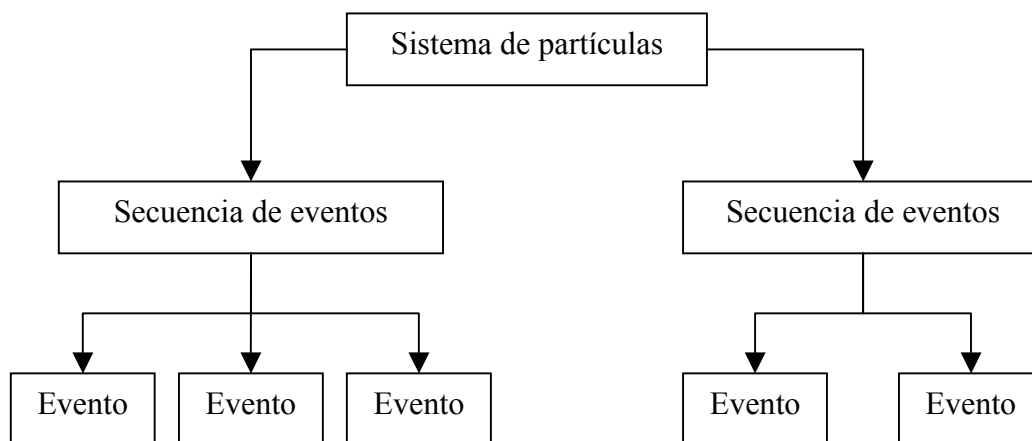 Sistema de partículas
Secuencia de eventos
Secuencia de eventos
Evento
Evento
Evento
Evento
Evento